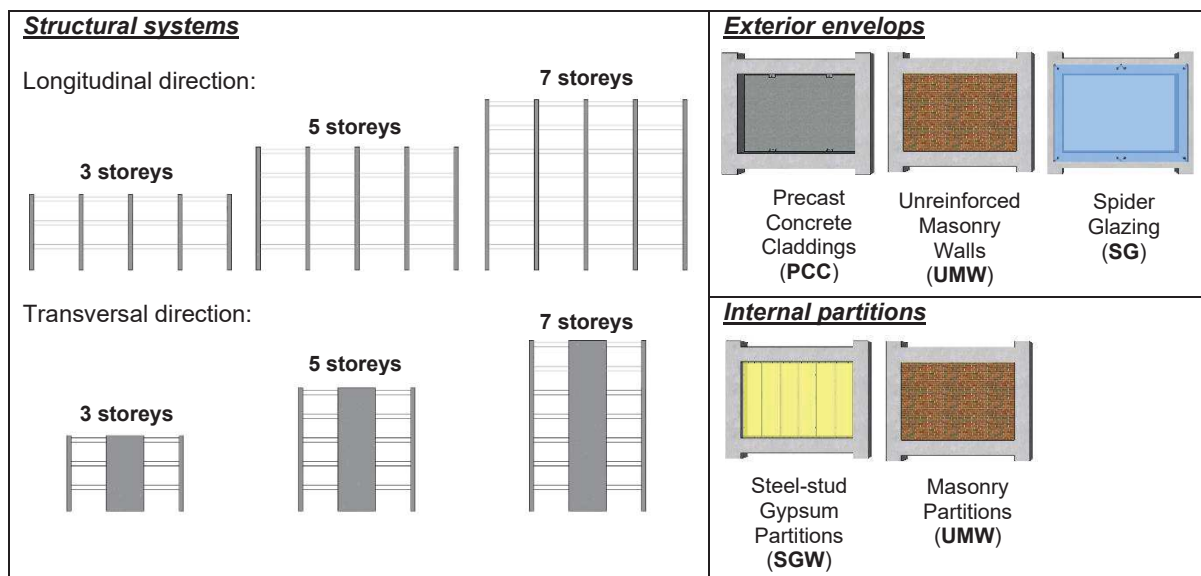 Structural systems
Longitudinal direction:
3 storeys
5 storeys
7 storeys
Transversal direction:
3 storeys
5 storeys
7 storeys
Exterior envelops
Precast
Concrete
Claddings
(PCC)
Unreinforced
Masonry
Walls
(UMW)
Spider
Glazing
(SG)
Internal partitions
Steel-stud
Gypsum
Partitions
(SGW)
Masonry
Partitions
(UMW)